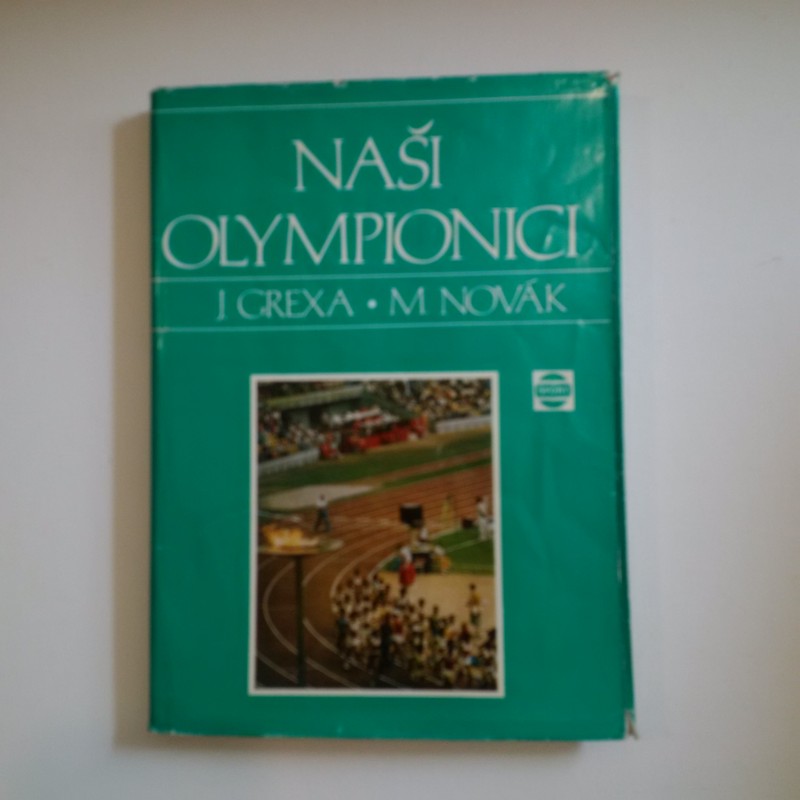 NAŠI
OLYMPIONICI
J. GREXA • M. NOVÁK